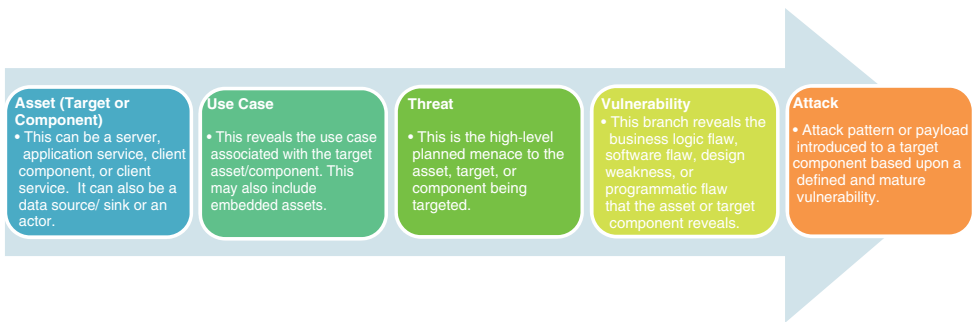 Asset (Target or
Component)
• This can be a server,
application service, client
component, or client
service. It can also be a
data source/ sink or an
actor.
Use Case
• This reveals the use case
associated with the target
asset/component. This
may also include
embedded assets.
Threat
• This is the high-level
planned menace to the
asset, target, or
component being
targeted.
Vulnerability
• This branch reveals the
business logic flaw,
software flaw, design
weakness, or
programmatic flaw
that the asset or target
component reveals.
Attack
• Attack pattern or payload
introduced to a target
component based upon a
defined and mature
vulnerability.